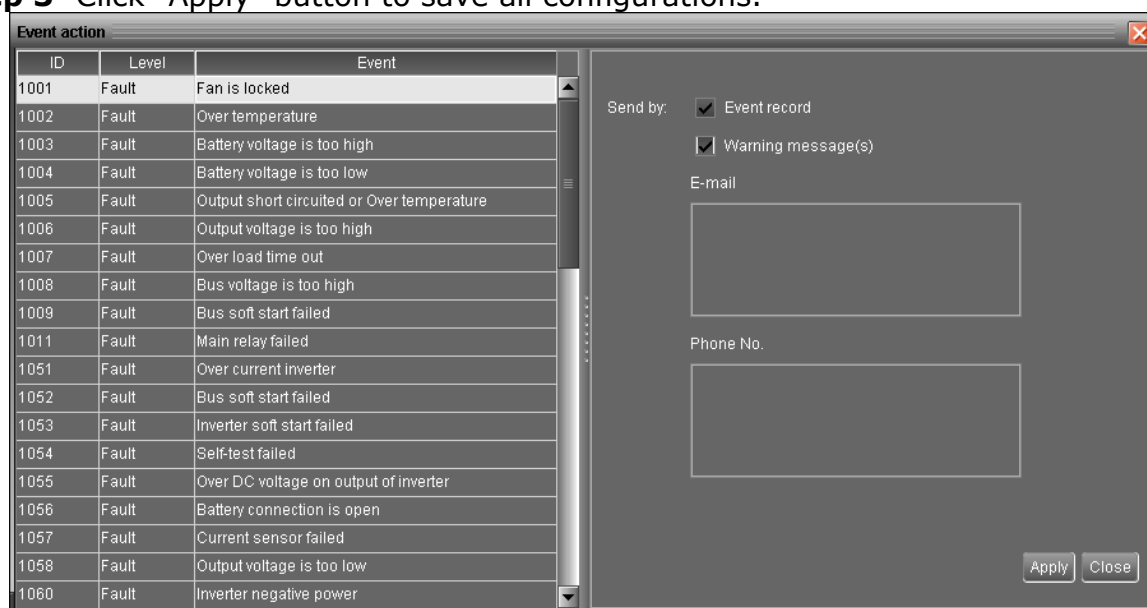 p 3 Click "Apply" button to save all configurations.
Event action
ID Level Event
1001 Fault Fan is locked
1002 Fault Over temperature
1003 Fault Battery voltage is too high
1004 Fault Battery voltage is too low
1005 Fault Output short circuited or Over temperature
1006 Fault Output voltage is too high
1007 Fault Over load time out
1008 Fault Bus voltage is too high
1009 Fault Bus soft start failed
1011 Fault Main relay failed
1051 Fault Over current inverter
1052 Fault Bus soft start failed
1053 Fault Inverter soft start failed
1054 Fault Self-test failed
1055 Fault Over DC voltage on output of inverter
1056 Fault Battery connection is open
1057 Fault Current sensor failed
1058 Fault Output voltage is too low
1060 Fault Inverter negative power
Send by: Event record
Warning message(s)
E-mail
Phone No.
Apply Close